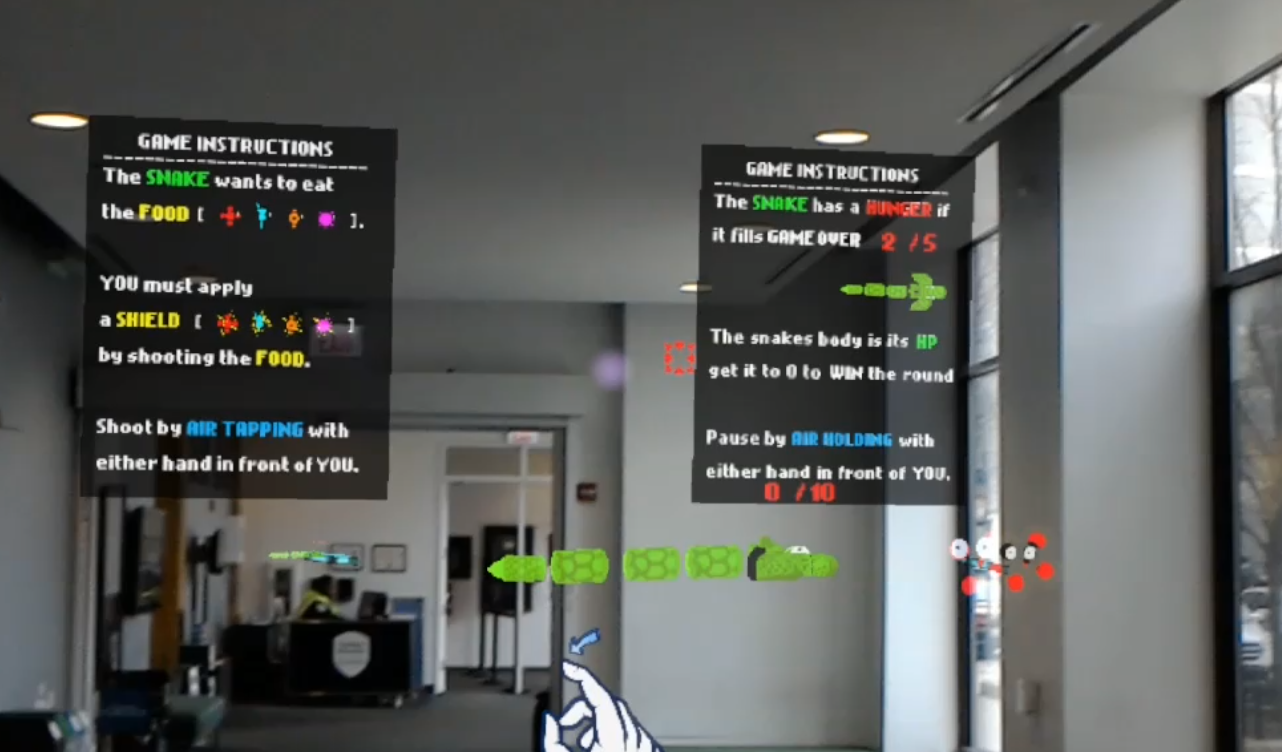 GAME INSTRUCTIONS
The SNAKE wants to eat
the FOOD [ ].
YOU must apply
a SHIELD [ ]
by shooting the FOOD.
Shoot by AIR TAPPING with
either hand in front of YOU.
GAME INSTRUCTIONS
The SNAKE has a HUNGER if
it fills GAME OVER 2 / 5
The snakes body is its HP
get it to 0 to WIN the round
Pause by AIR HOLDING with
either hand in front of YOU.
0 / 10